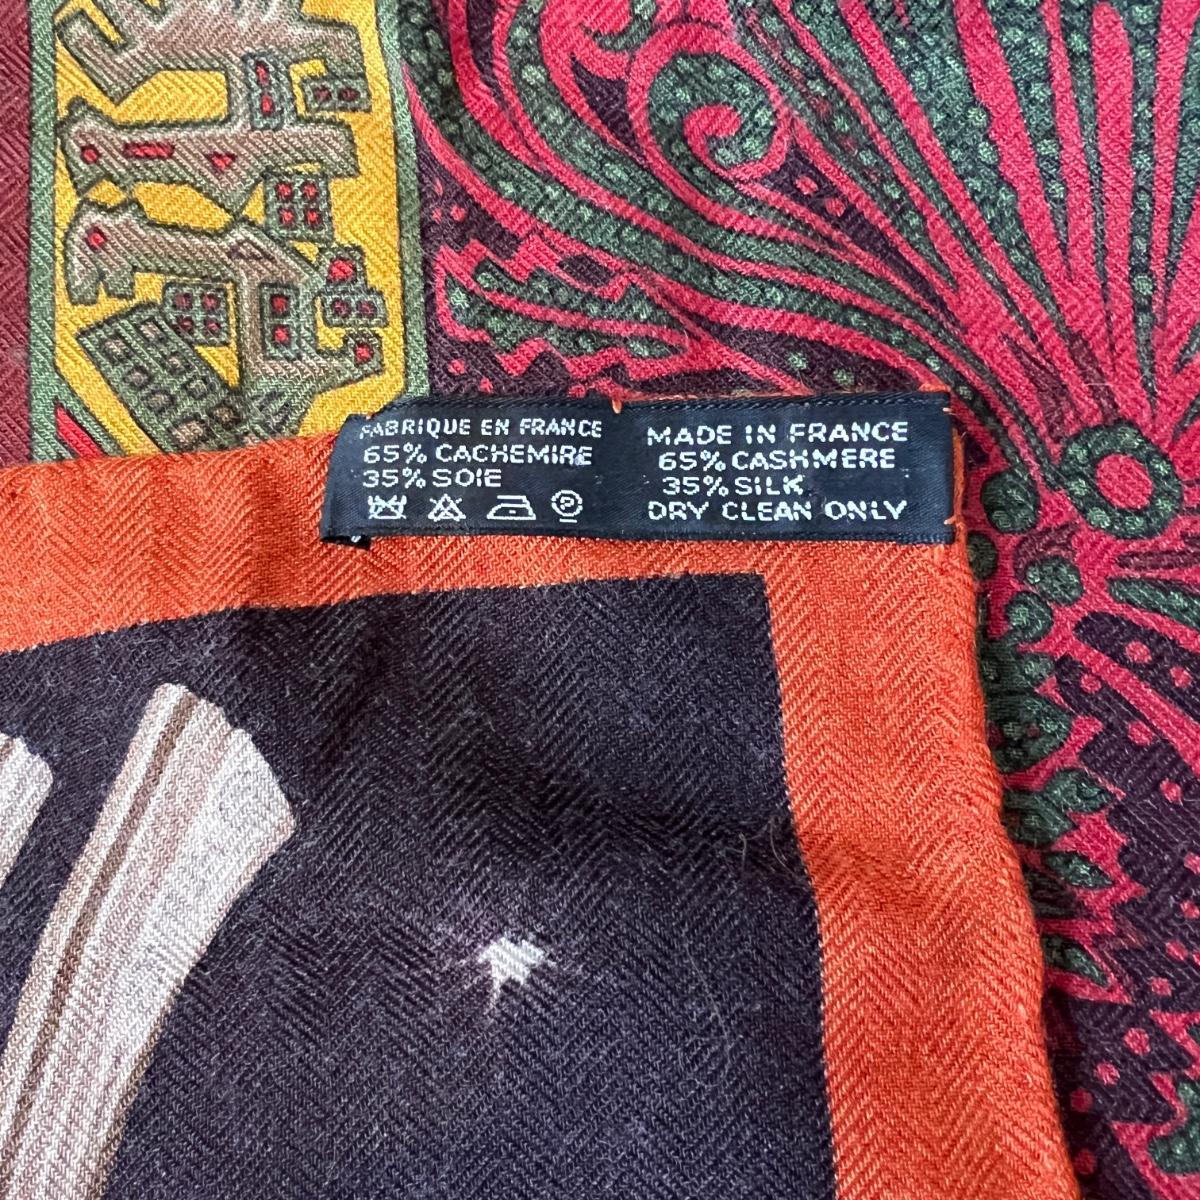 FABRIQUE EN FRANCE
65% CACHEMIRE
35% SOIE
P
MADE IN FRANCE
65% CASHMERE
35% SILK
DRY CLEAN ONLY